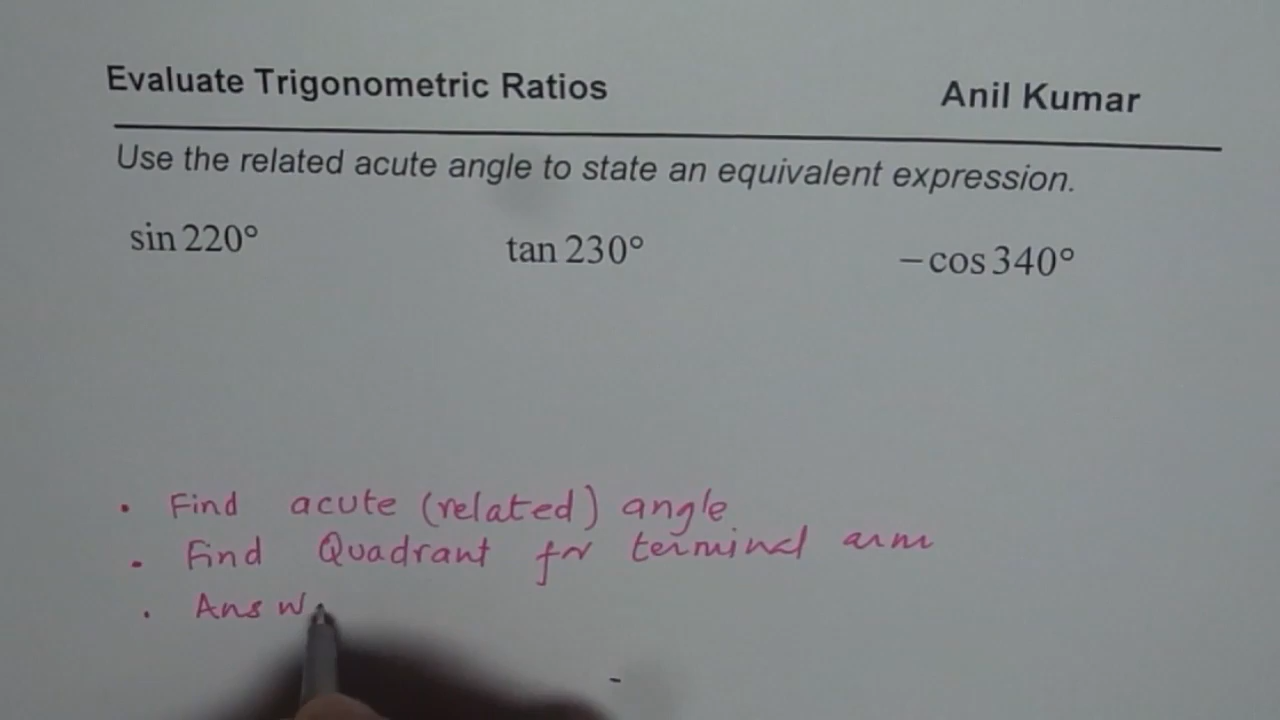 Evaluate Trigonometric Ratios Anil Kumar
Use the related acute angle to state an equivalent expression.
sin 220° tan 230° −cos 340°
. Find acute (related) angle
. Find Quadrant for terminal arm
. Ans w